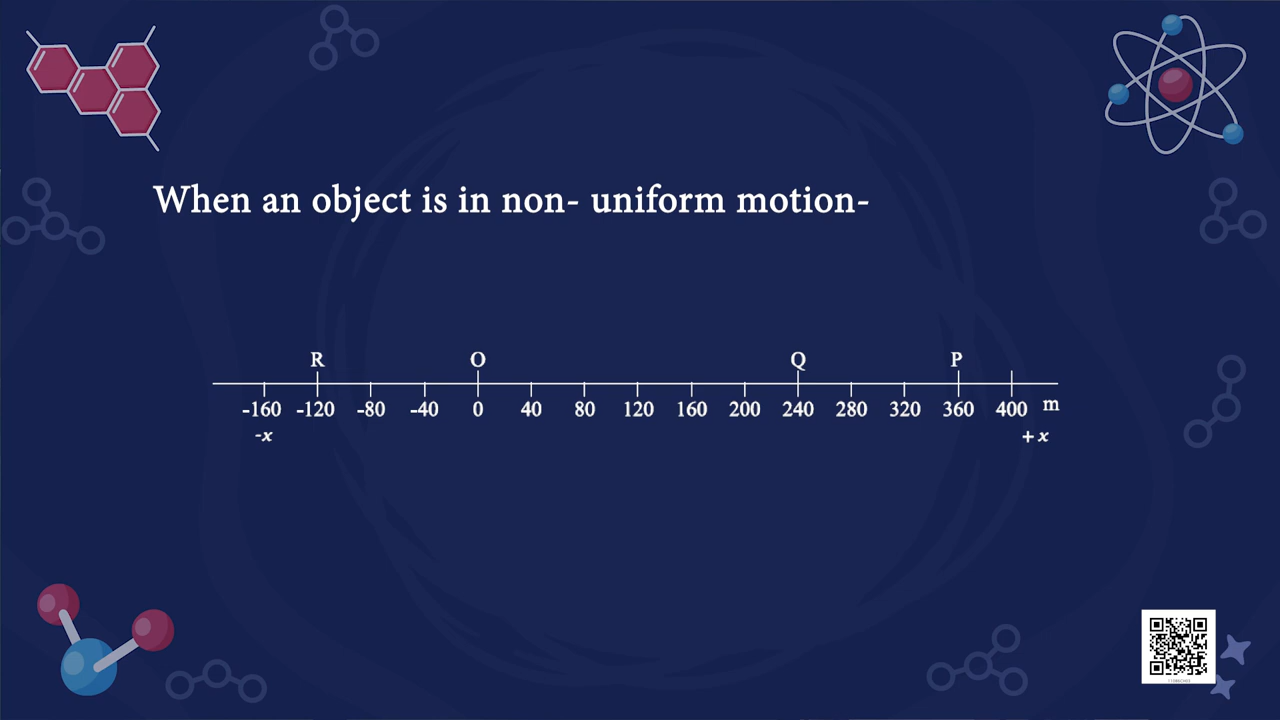 When an object is in non- uniform motion-
R O Q P
-160 -120 -80 -40 0 40 80 120 160 200 240 280 320 360 400 m
-x +x